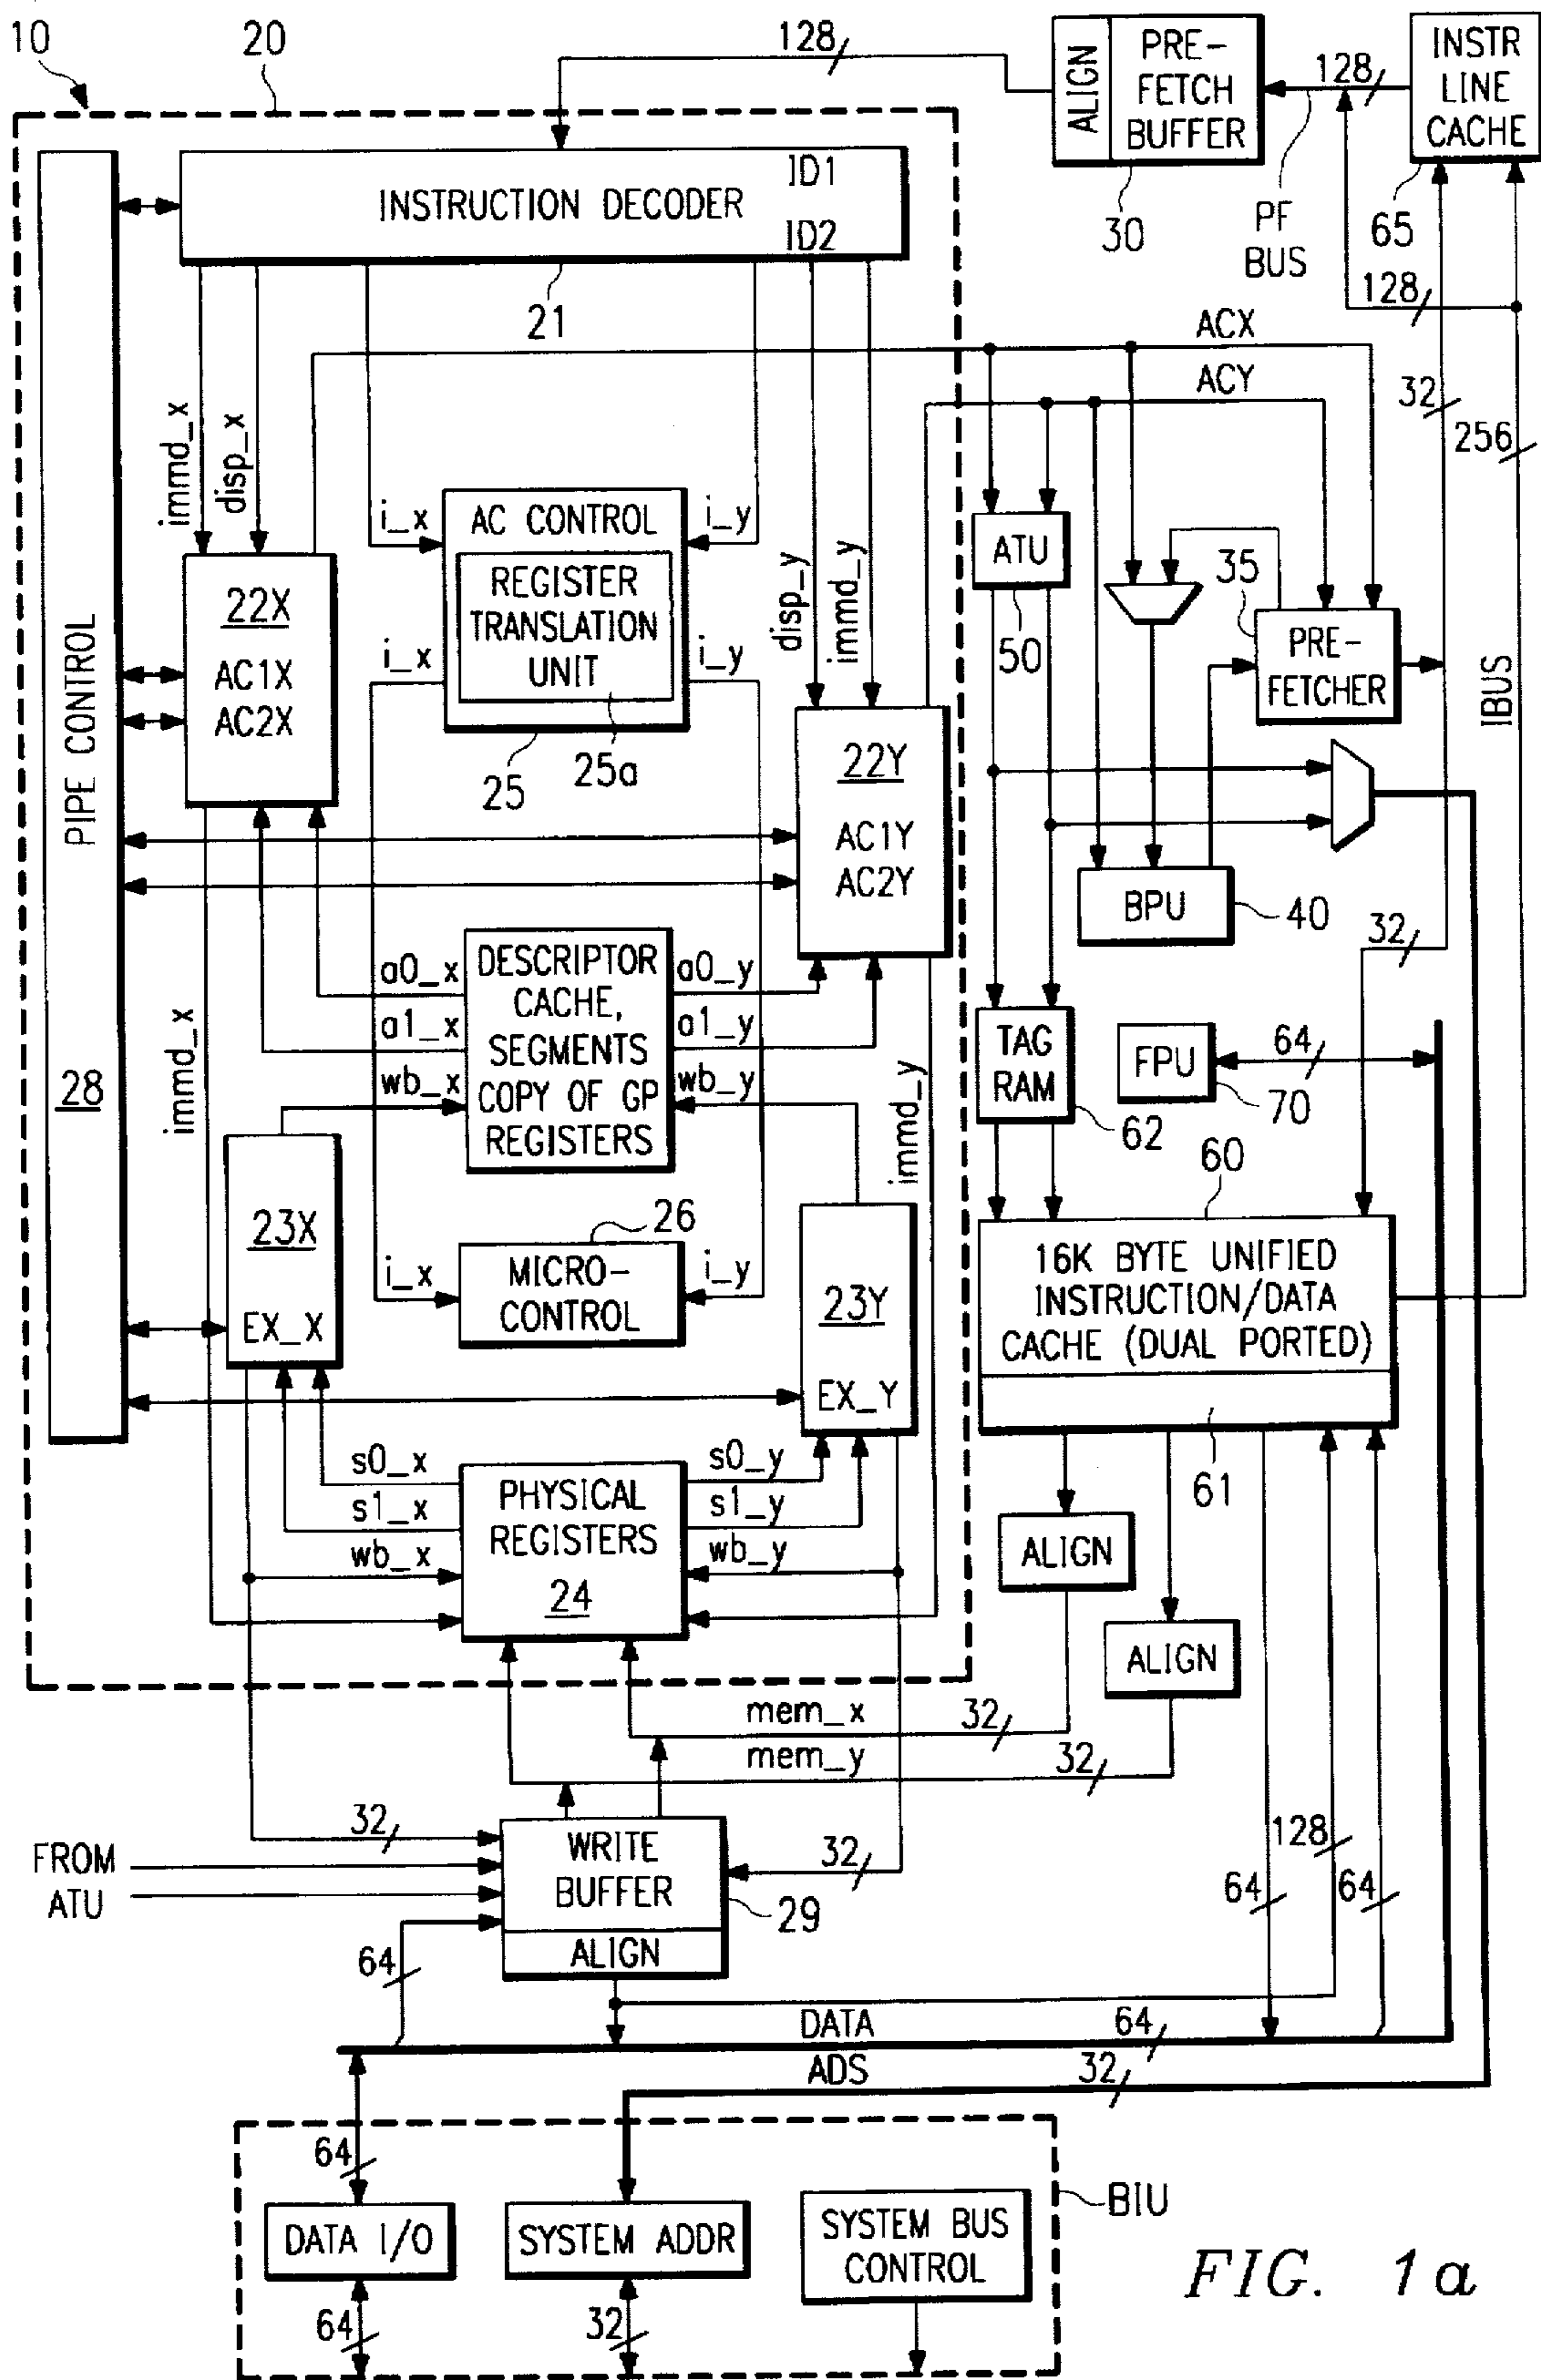 10
20
128
ALIGN
PRE-
FETCH
BUFFER
30
128
PF
BUS
INSTR
LINE
CACHE
65
128
32
256
IBUS
ID1
INSTRUCTION DECODER
ID2
21
PIPE CONTROL
28
immd_x
disp_x
22X
AC1X
AC2X
i_x
AC CONTROL
i_y
REGISTER
TRANSLATION
UNIT
i_x
i_y
25
25a
disp_y
immd_y
22Y
AC1Y
AC2Y
ACX
ACY
ATU
50
35
PRE-
FETCHER
BPU
40
32
a0_x
a1_x
wb_x
DESCRIPTOR
CACHE,
SEGMENTS
COPY OF GP
REGISTERS
a0_y
a1_y
wb_y
immd_x
immd_y
TAG
RAM
62
FPU
64
70
60
16K BYTE UNIFIED
INSTRUCTION/DATA
CACHE (DUAL PORTED)
61
23X
EX_X
26
i_x
MICRO-
CONTROL
i_y
23Y
EX_Y
s0_x
s1_x
wb_x
PHYSICAL
REGISTERS
24
s0_y
s1_y
wb_y
ALIGN
ALIGN
mem_x
32
mem_y
32
32
FROM
ATU
WRITE
BUFFER
ALIGN
32
29
64
128
64
64
DATA
64
ADS
32
64
DATA I/O
64
SYSTEM ADDR
32
SYSTEM BUS
CONTROL
BIU
FIG. 1a